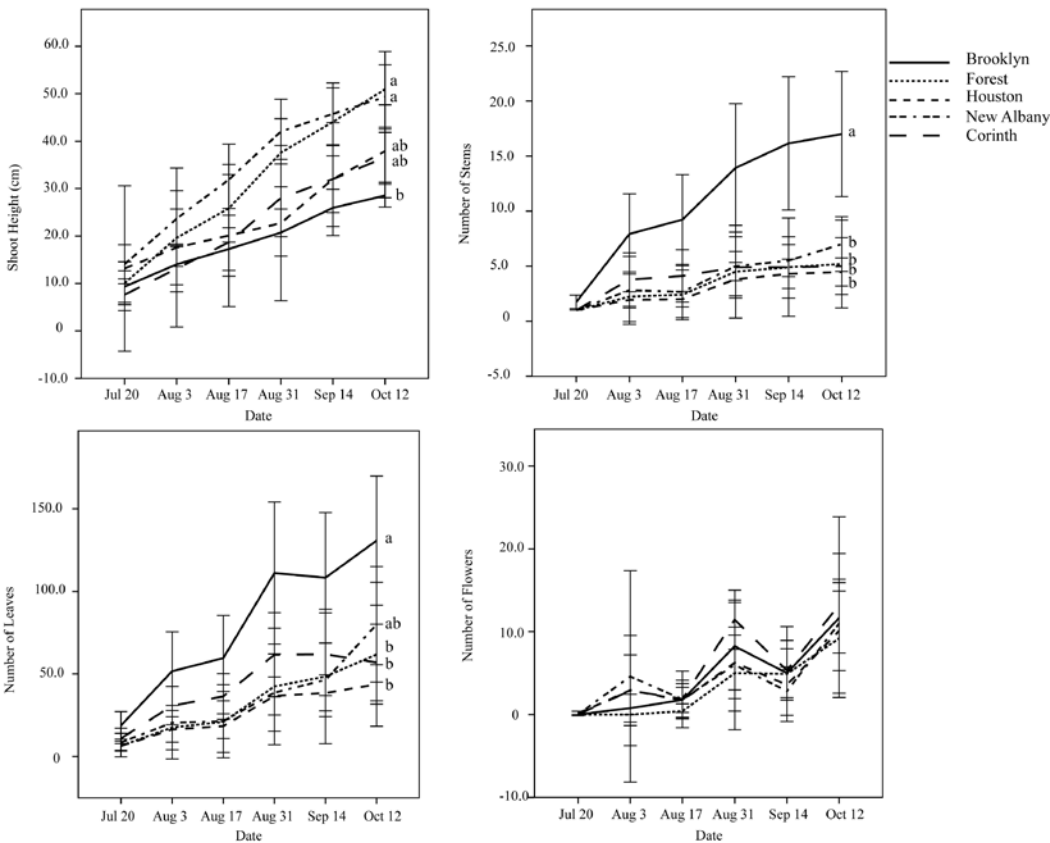 60.0
50.0
40.0
30.0
20.0
10.0
0
-10.0
Shoot Height (cm)
a
a
ab
ab
b
Jul 20 Aug 3 Aug 17 Aug 31 Sep 14 Oct 12
Date
25.0
20.0
15.0
10.0
5.0
0
-5.0
Number of Stems
a
b
b
b
b
Jul 20 Aug 3 Aug 17 Aug 31 Sep 14 Oct 12
Date
Brooklyn
Forest
Houston
New Albany
Corinth
150.0
100.0
50.0
0
Number of Leaves
a
ab
b
b
b
Jul 20 Aug 3 Aug 17 Aug 31 Sep 14 Oct 12
Date
30.0
20.0
10.0
0
-10.0
Number of Flowers
Jul 20 Aug 3 Aug 17 Aug 31 Sep 14 Oct 12
Date